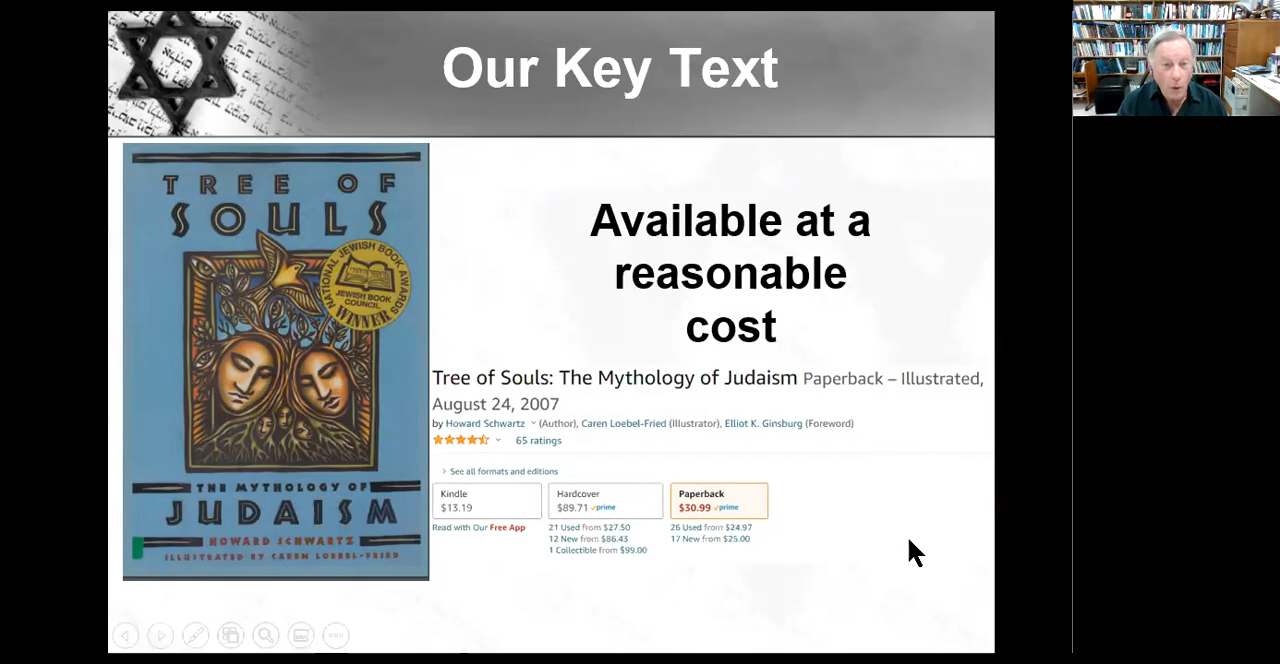 Our Key Text
TREE OF
SOULS
NATIONAL JEWISH BOOK AWARDS
JEWISH BOOK
COUNCIL
WINNER
THE MYTHOLOGY OF
JUDAISM
HOWARD SCHWARTZ
ILLUSTRATED BY CAREN LOEBEL-FRIED
Available at a
reasonable
cost
Tree of Souls: The Mythology of Judaism Paperback – Illustrated,
August 24, 2007
by Howard Schwartz (Author), Caren Loebel-Fried (Illustrator), Elliot K. Ginsburg (Foreword)
65 ratings
› See all formats and editions
Kindle
$13.19
Read with Our Free App
Hardcover
$89.71 prime
21 Used from $27.50
12 New from $86.43
1 Collectible from $99.00
Paperback
$30.99 prime
26 Used from $24.97
17 New from $25.00